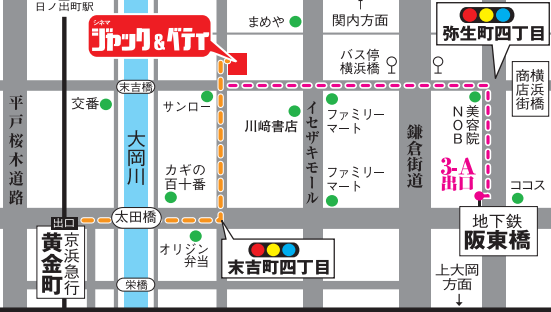 日ノ出町駅
シネマ
ジャック&ベティ
まめや
関内方面
弥生町四丁目
バス停
横浜橋
末吉橋
交番
サンロー
川﨑書店
イセザキモール
ファミリー
マート
鎌倉街道
美容院
NOB
横浜橋
商店街
平戸桜木道路
大岡川
カギの
百十番
ファミリー
マート
3-A
出口
ココス
出口
太田橋
地下鉄
阪東橋
京浜急行
黄金町
オリジン
弁当
末吉町四丁目
栄橋
上大岡
方面